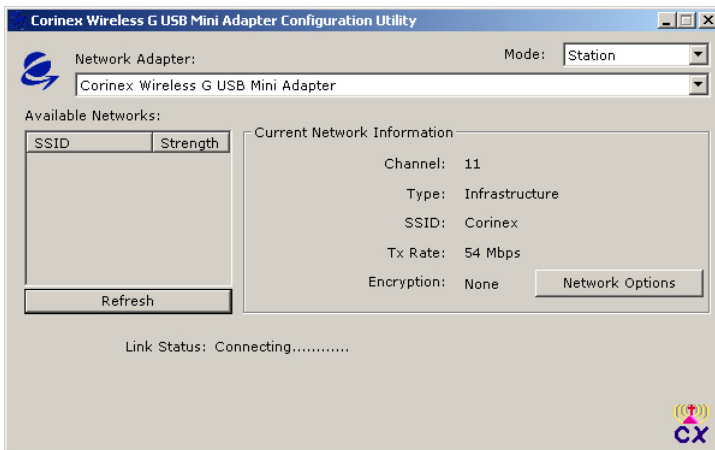 Corinex Wireless G USB Mini Adapter Configuration Utility
Network Adapter:
Mode: Station
Corinex Wireless G USB Mini Adapter
Available Networks:
SSID Strength
Current Network Information
Channel: 11
Type: Infrastructure
SSID: Corinex
Tx Rate: 54 Mbps
Encryption: None
Network Options
Refresh
Link Status: Connecting............
CX